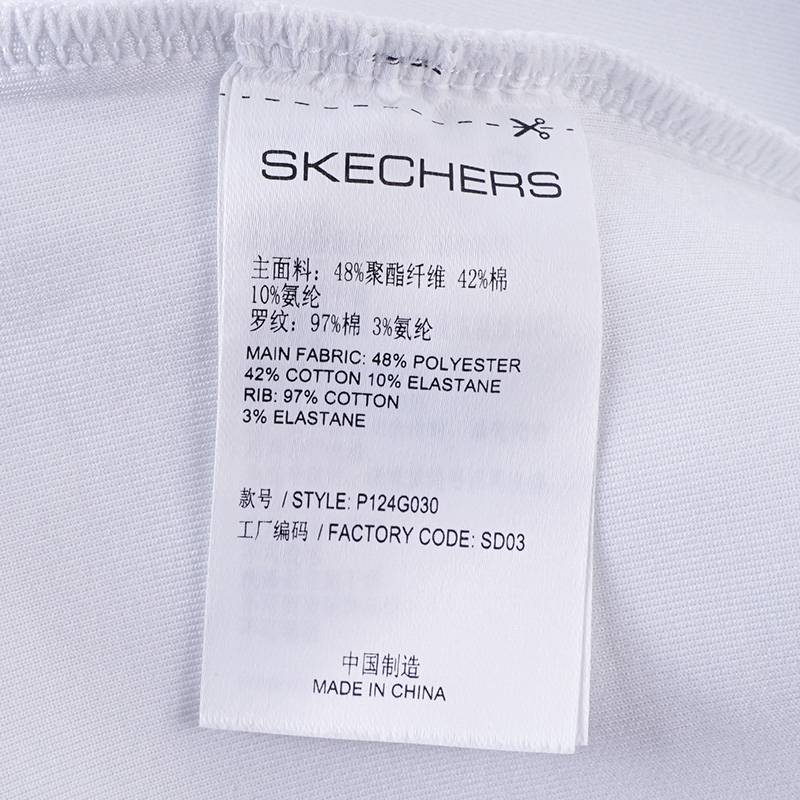 SKECHERS
主面料: 48%聚酯纤维 42%棉
10%氨纶
罗纹: 97%棉 3%氨纶
MAIN FABRIC: 48% POLYESTER
42% COTTON 10% ELASTANE
RIB: 97% COTTON
3% ELASTANE
款号 / STYLE: P124G030
工厂编码 / FACTORY CODE: SD03
中国制造
MADE IN CHINA